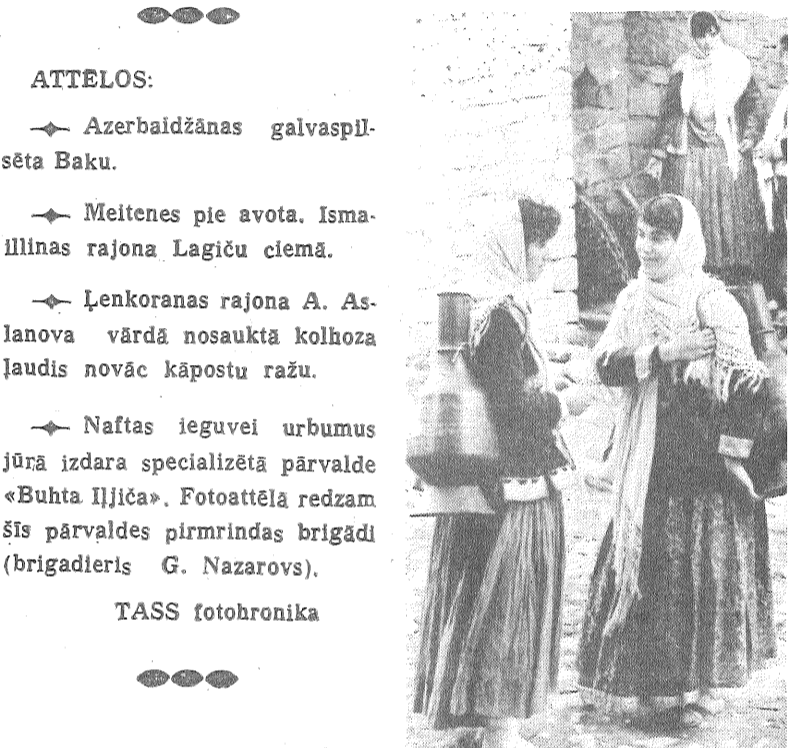 ATTĒLOS:
Azerbaidžānas galvaspil-
sēta Baku.
Meitenes pie avota. Isma-
illinas rajona Lagiču ciemā.
Ļenkoranas rajona A. As-
lanova vārdā nosauktā kolhoza
ļaudis novāc kāpostu ražu.
Naftas ieguvei urbumus
jūrā izdara specializētā pārvalde
«Buhta Iļjiča». Fotoattēlā redzam
šīs pārvaldes pirmrindas brigādi
(brigadieris G. Nazarovs).
TASS fotohronika